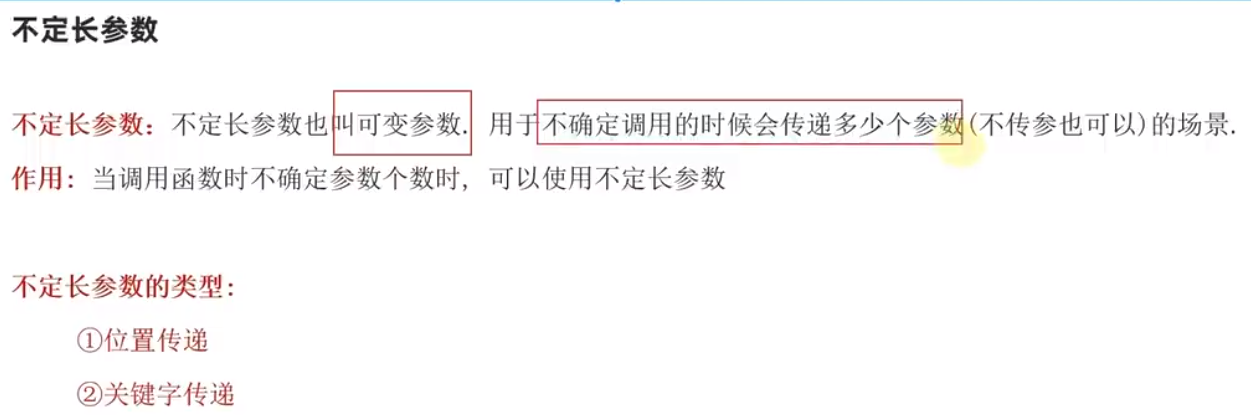 不定长参数
不定长参数：不定长参数也叫可变参数. 用于不确定调用的时候会传递多少个参数(不传参也可以)的场景.
作用：当调用函数时不确定参数个数时, 可以使用不定长参数
不定长参数的类型：
①位置传递
②关键字传递